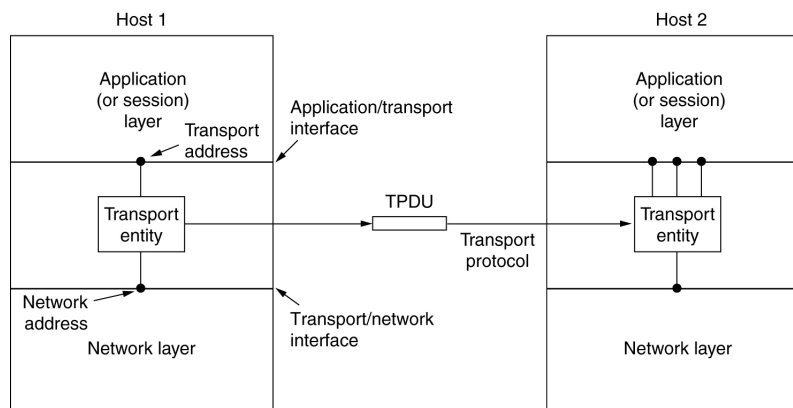 Host 1
Host 2
Application
(or session)
layer
Transport
address
Application/transport
interface
Application
(or session)
layer
Transport
entity
TPDU
Transport
protocol
Transport
entity
Network
address
Transport/network
interface
Network layer
Network layer